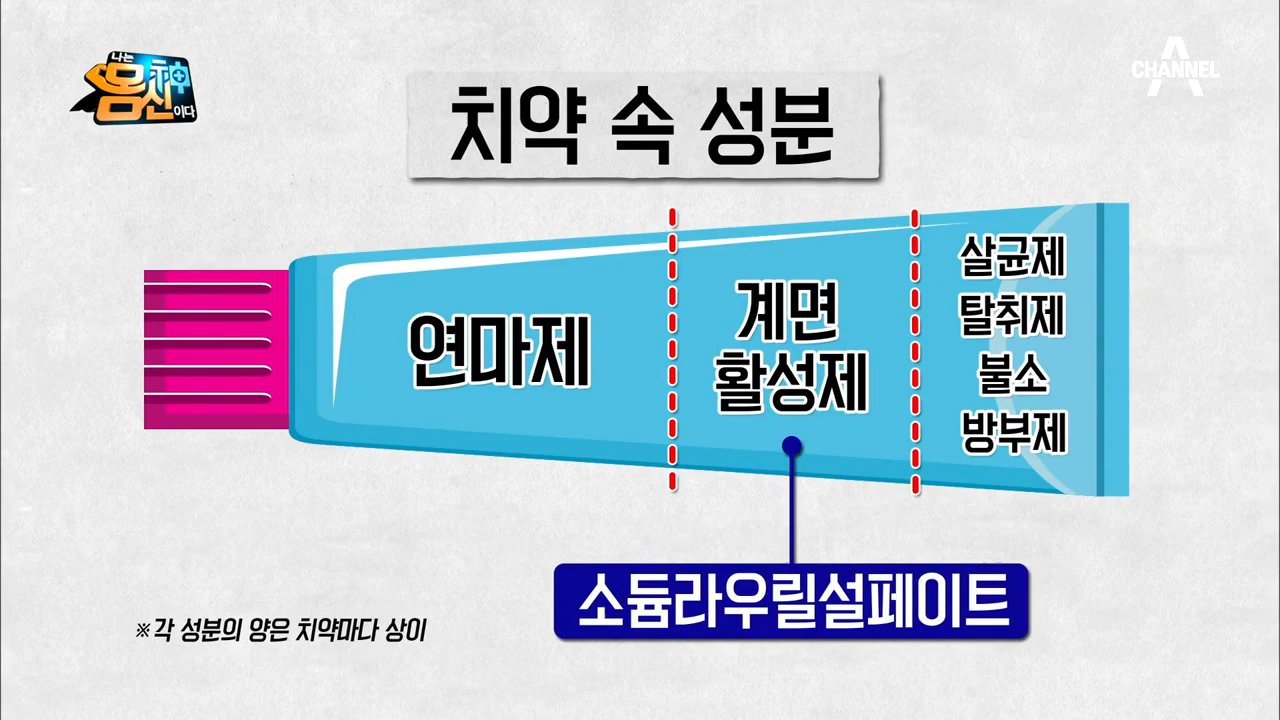 나는
몸신神
이다
CHANNEL A
치약 속 성분
연마제
계면
활성제
살균제
탈취제
불소
방부제
소듐라우릴설페이트
※각 성분의 양은 치약마다 상이